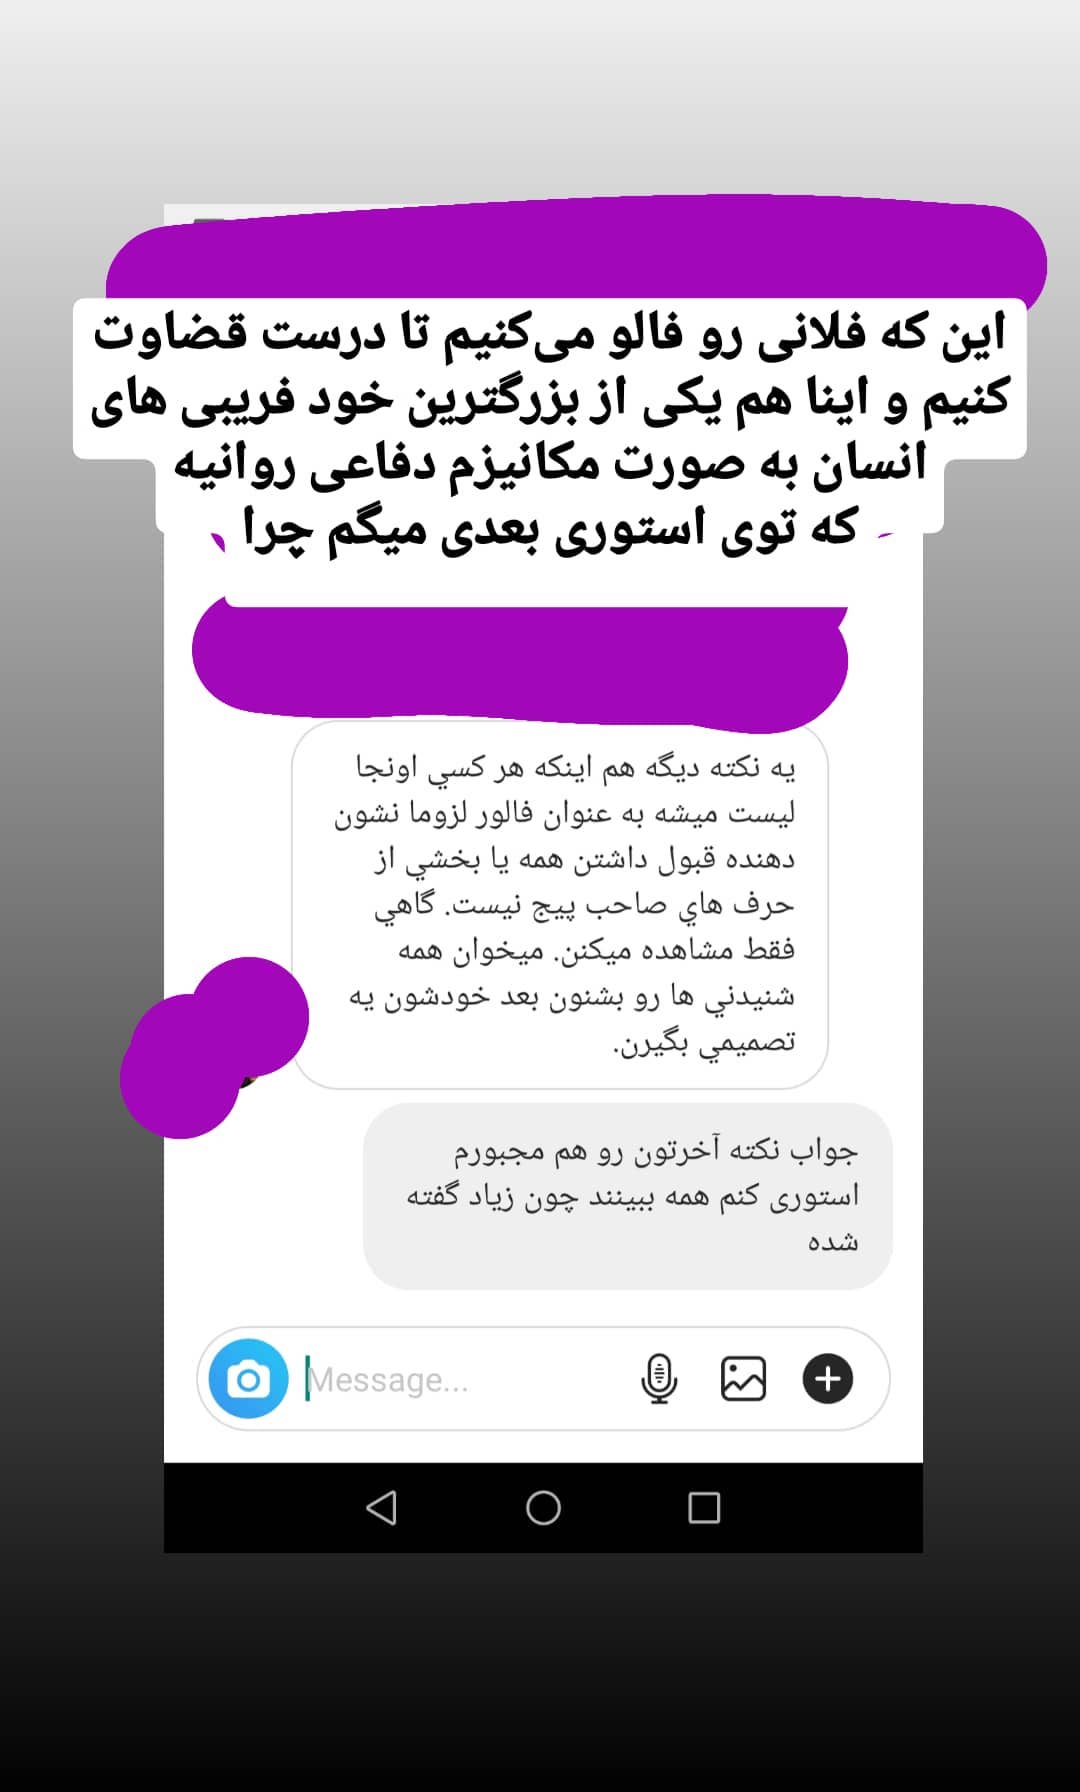 این که فلانی رو فالو می‌کنیم تا درست قضاوت
کنیم و اینا هم یکی از بزرگترین خود فریبی های
انسان به صورت مکانیزم دفاعی روانیه
که توی استوری بعدی میگم چرا
یه نکته دیگه هم اینکه هر كسي اونجا
ليست ميشه به عنوان فالور لزوما نشون
دهنده قبول داشتن همه يا بخشي از
حرف هاي صاحب پيج نيست. گاهي
فقط مشاهده ميكنن. ميخوان همه
شنيدني ها رو بشنون بعد خودشون يه
تصميمي بگيرن.
جواب نکته آخرتون رو هم مجبورم
استوری کنم همه ببینند چون زیاد گفته
شده
Message...